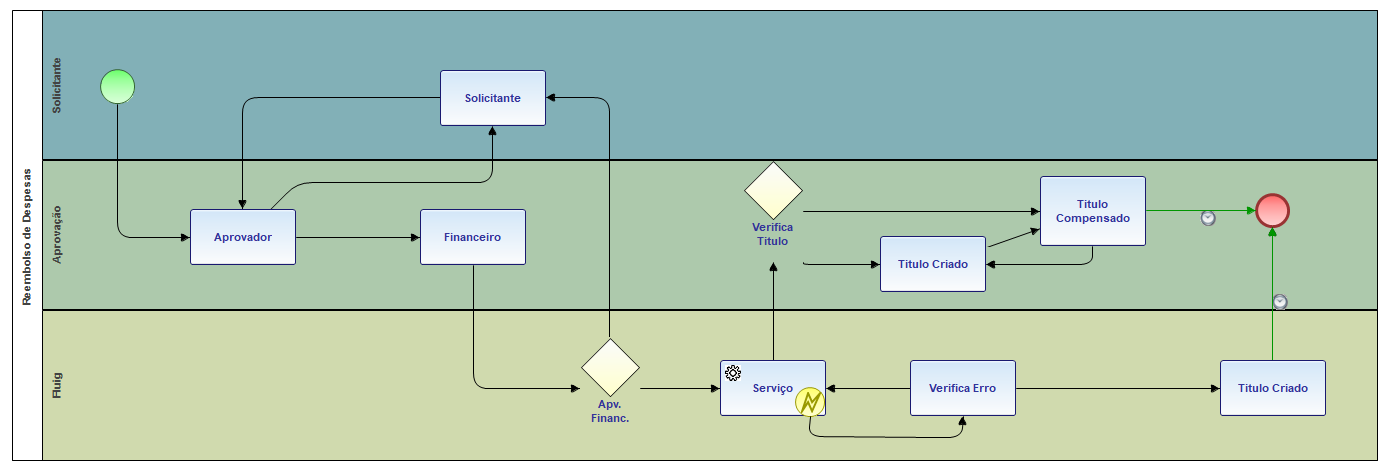 Reembolso de Despesas
Solicitante
Solicitante
Aprovação
Aprovador
Financeiro
Verifica
Titulo
Titulo Criado
Titulo
Compensado
Fluig
Apv.
Financ.
Serviço
Verifica Erro
Titulo Criado